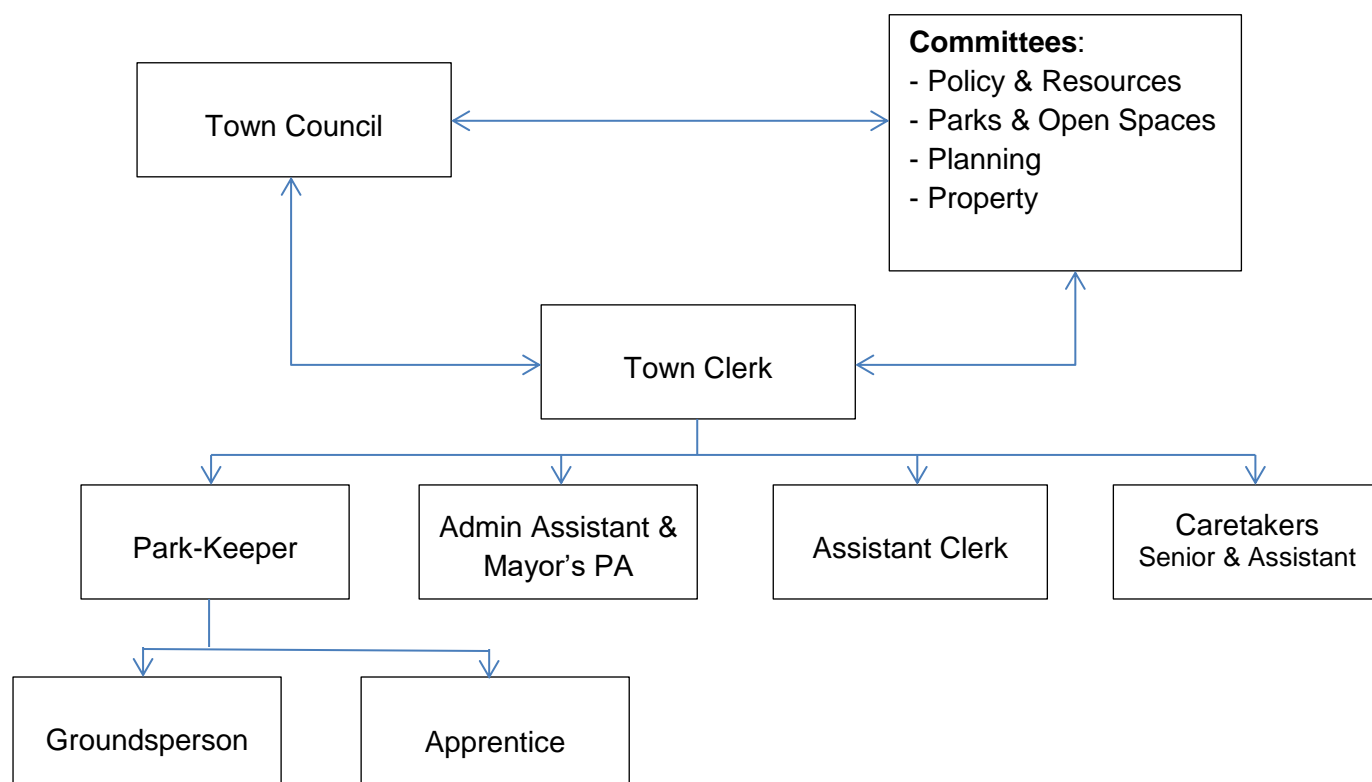 Committees:
- Policy & Resources
- Parks & Open Spaces
- Planning
- Property
Town Council
Town Clerk
Park-Keeper
Admin Assistant &
Mayor’s PA
Assistant Clerk
Caretakers
Senior & Assistant
Groundsperson
Apprentice